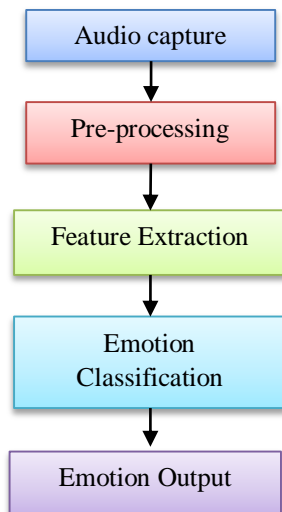 Audio capture
Pre-processing
Feature Extraction
Emotion
Classification
Emotion Output